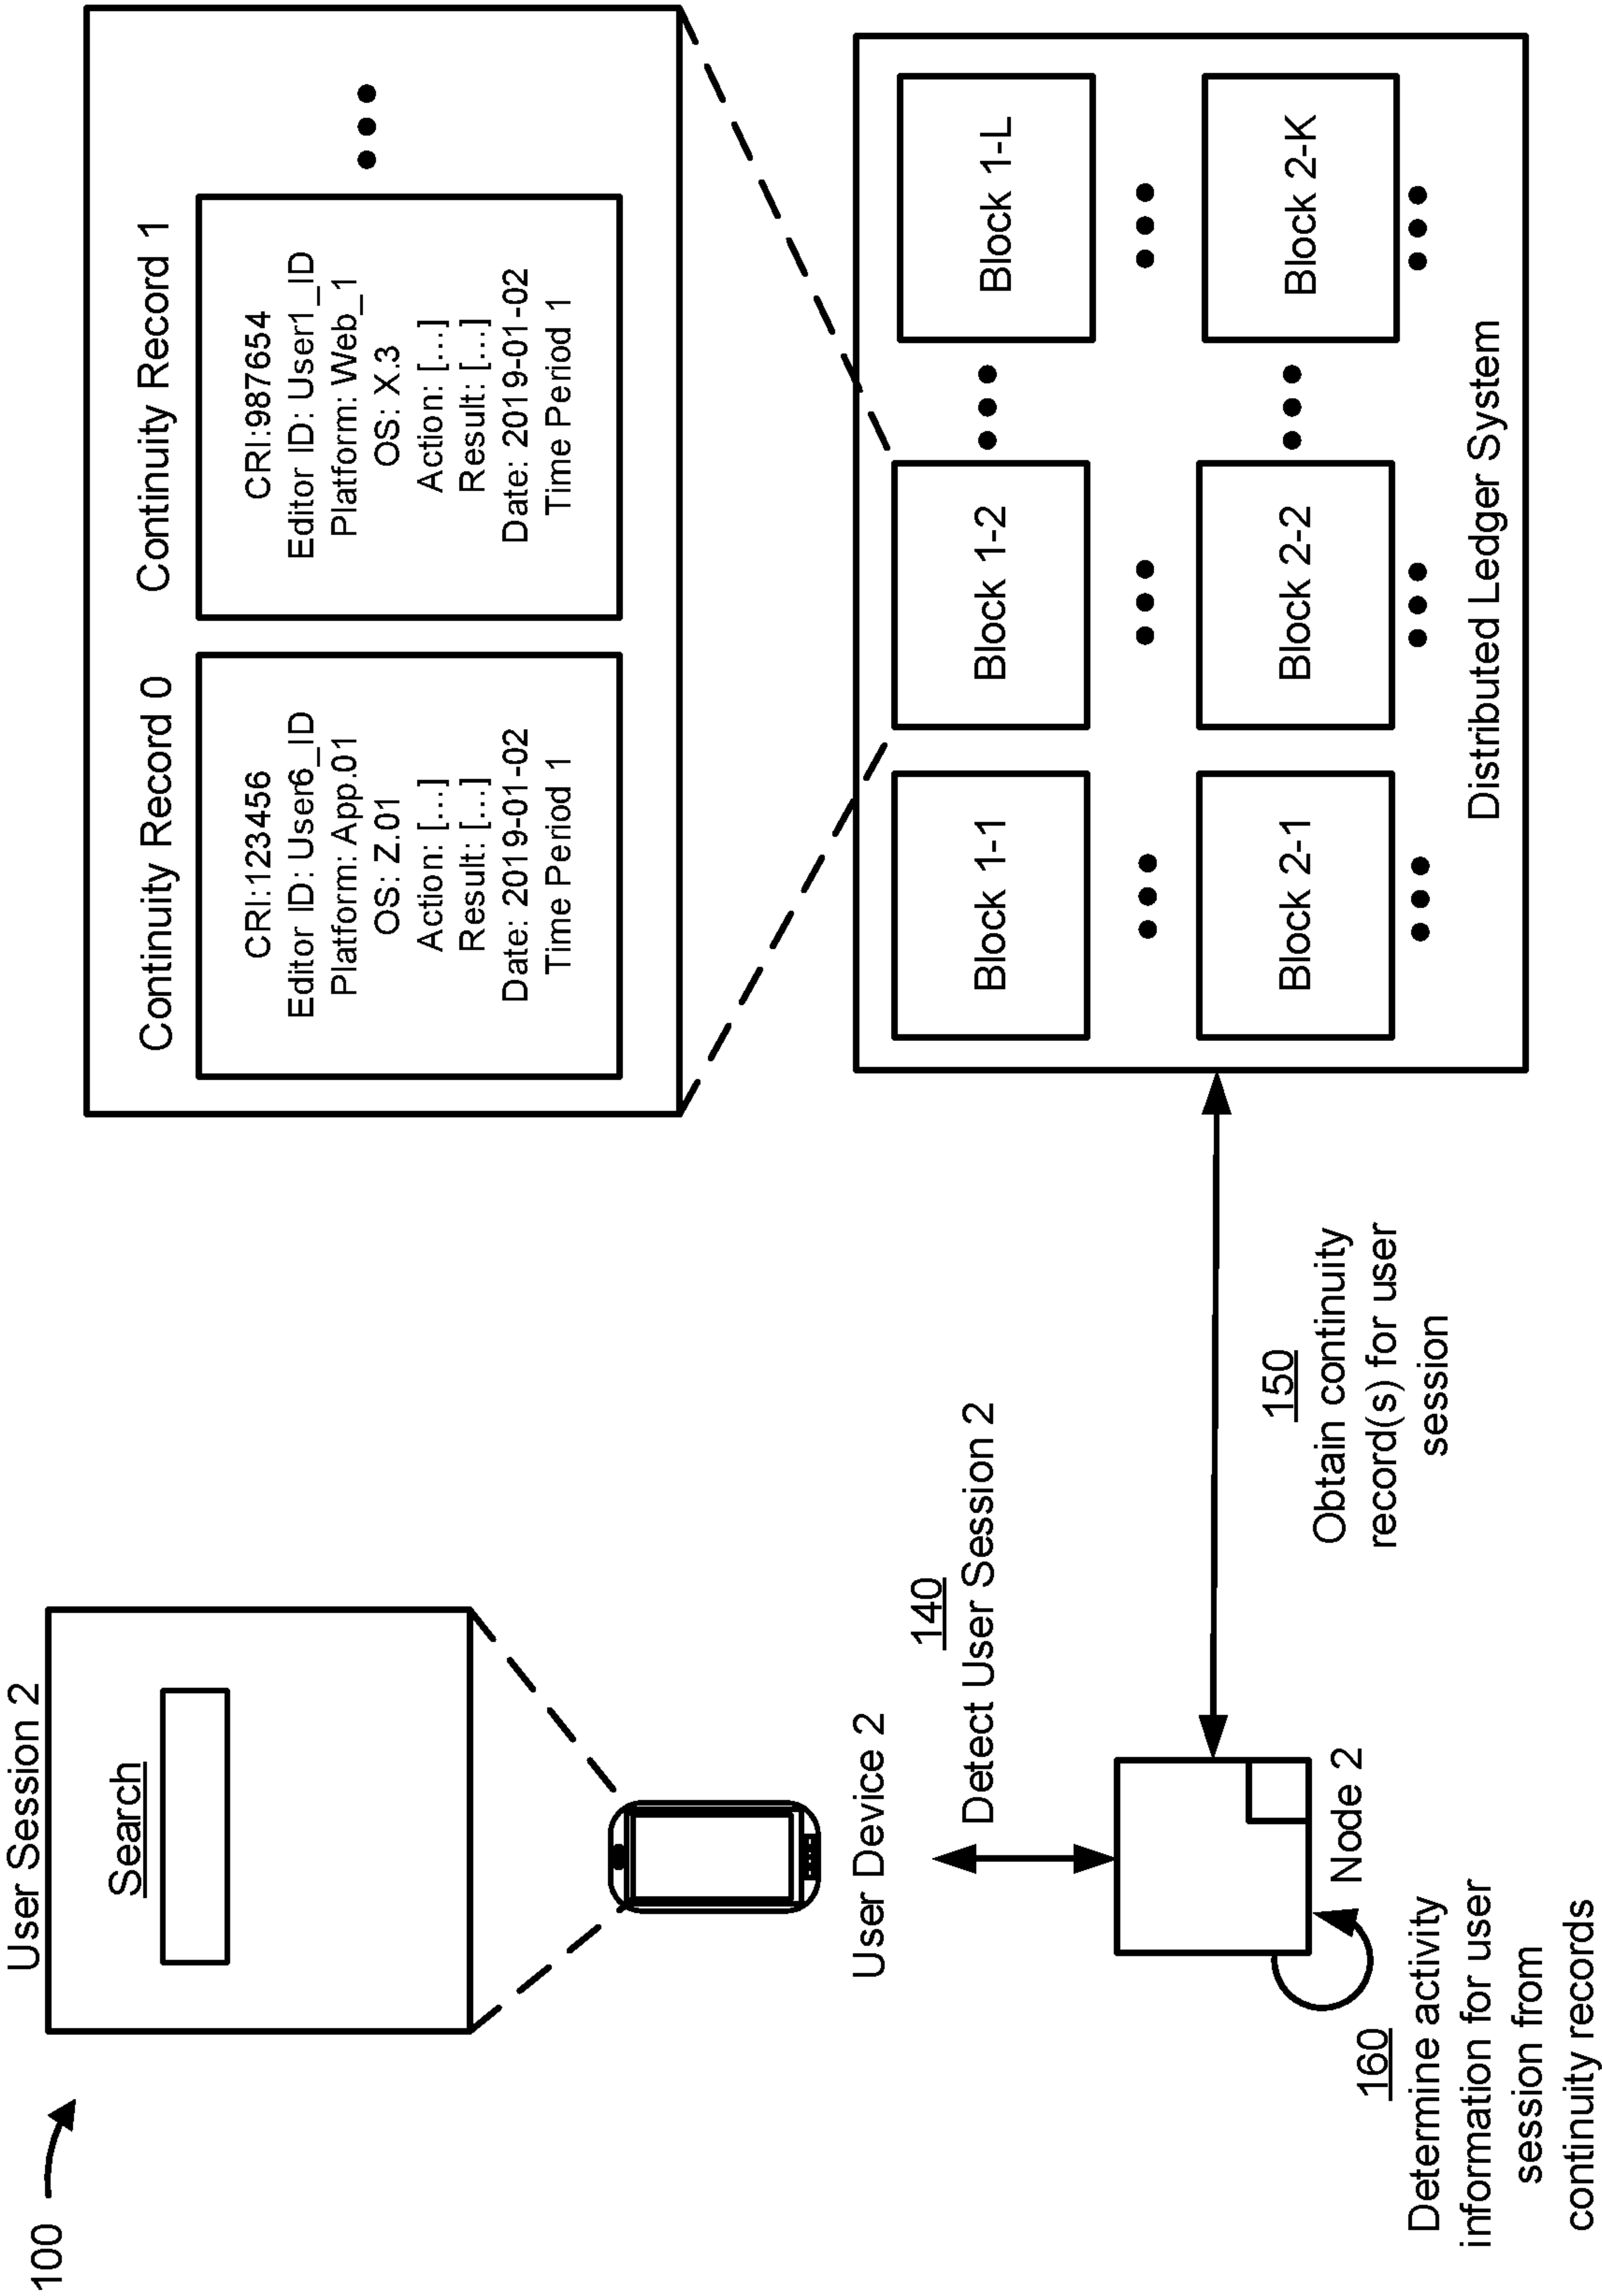 100
User Session 2
Search
User Device 2
140
Detect User Session 2
Node 2
160
Determine activity
information for user
session from
continuity records
150
Obtain continuity
record(s) for user
session
Continuity Record 0
CRI:123456
Editor ID: User6_ID
Platform: App.01
OS: Z.01
Action: [...]
Result: [...]
Date: 2019-01-02
Time Period 1
Continuity Record 1
CRI:987654
Editor ID: User1_ID
Platform: Web_1
OS: X.3
Action: [...]
Result: [...]
Date: 2019-01-02
Time Period 1
Block 1-1
Block 1-2
Block 1-L
Block 2-1
Block 2-2
Block 2-K
Distributed Ledger System